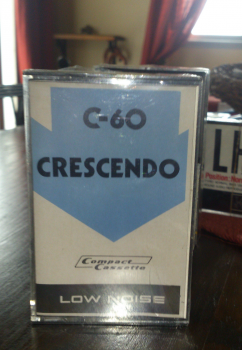 C-60
CRESCENDO
Compact
Cassette
LOW NOISE
LH